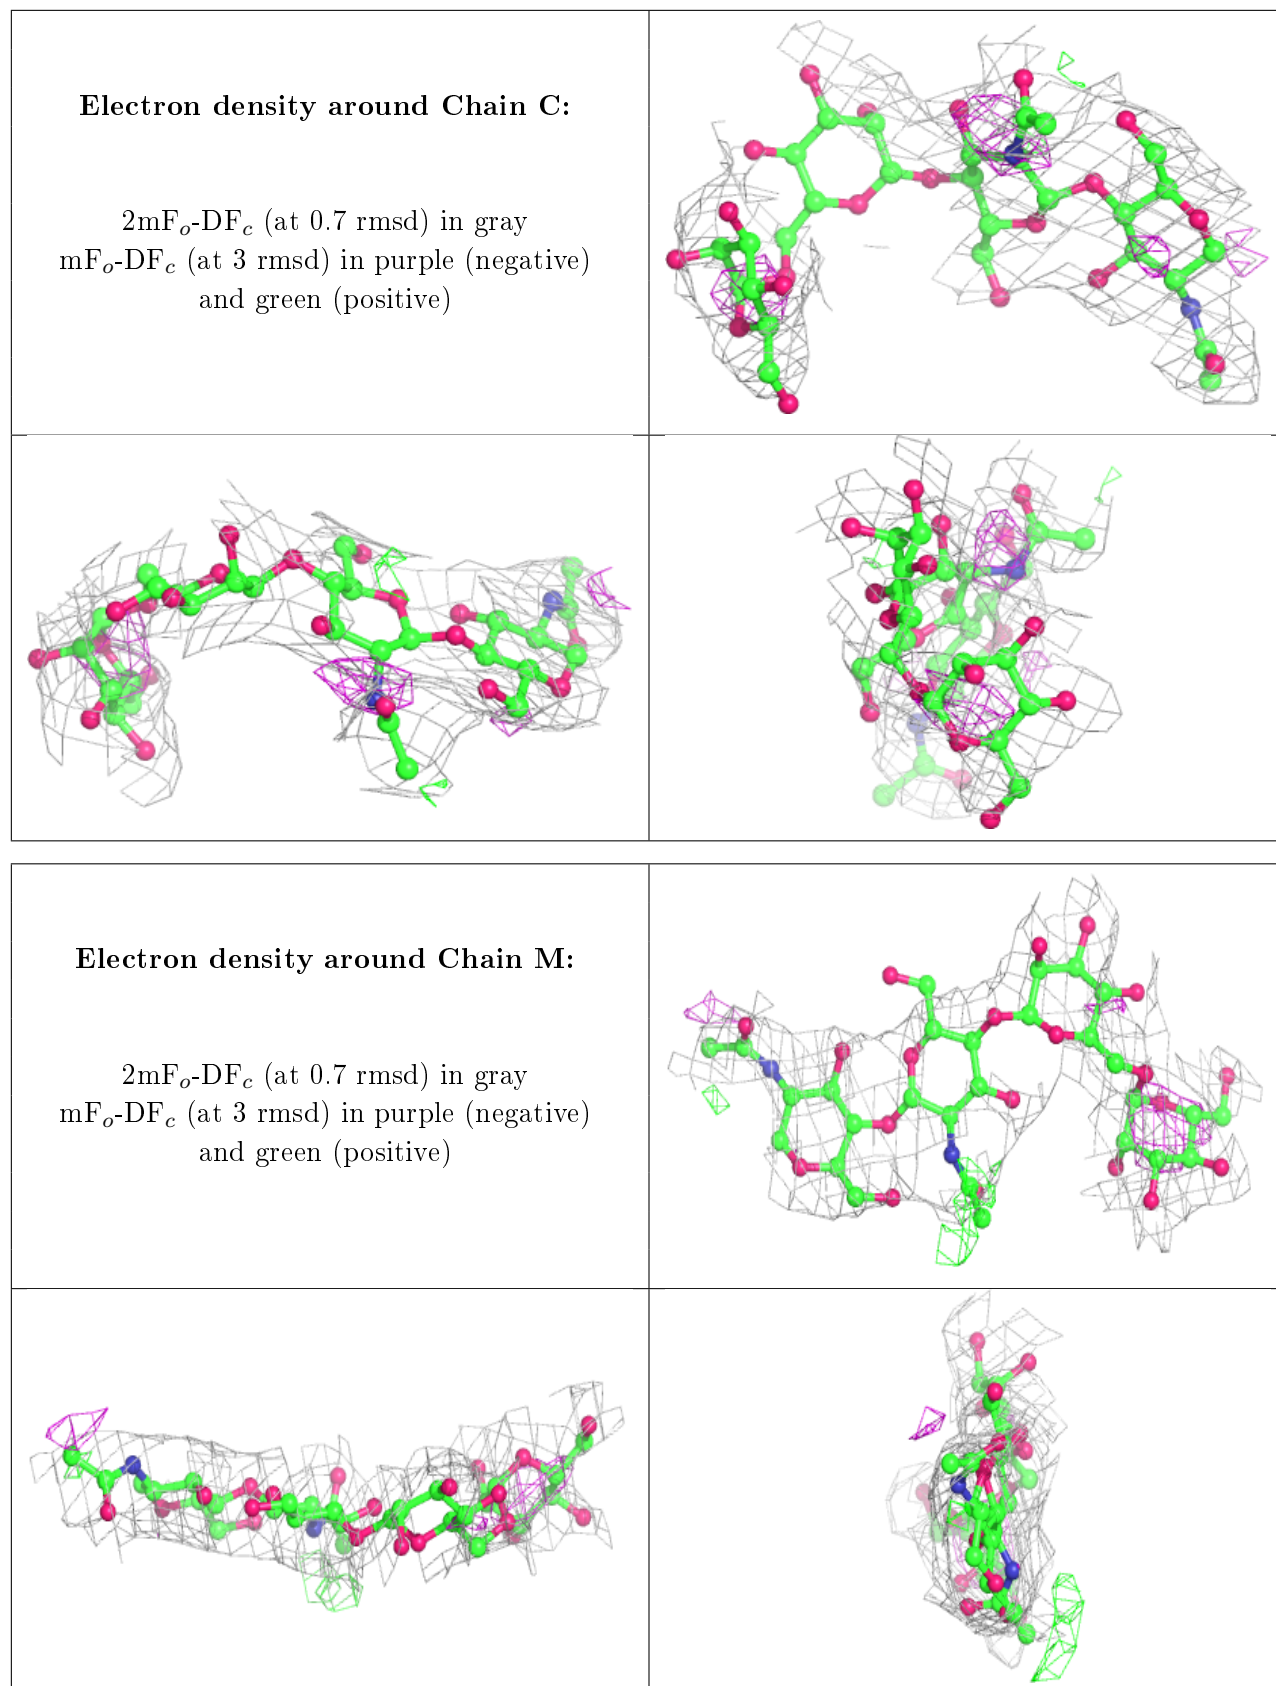 Electron density around Chain C:
2mFₒ-DF𝒸 (at 0.7 rmsd) in gray
mFₒ-DF𝒸 (at 3 rmsd) in purple (negative)
and green (positive)
Electron density around Chain M:
2mFₒ-DF𝒸 (at 0.7 rmsd) in gray
mFₒ-DF𝒸 (at 3 rmsd) in purple (negative)
and green (positive)